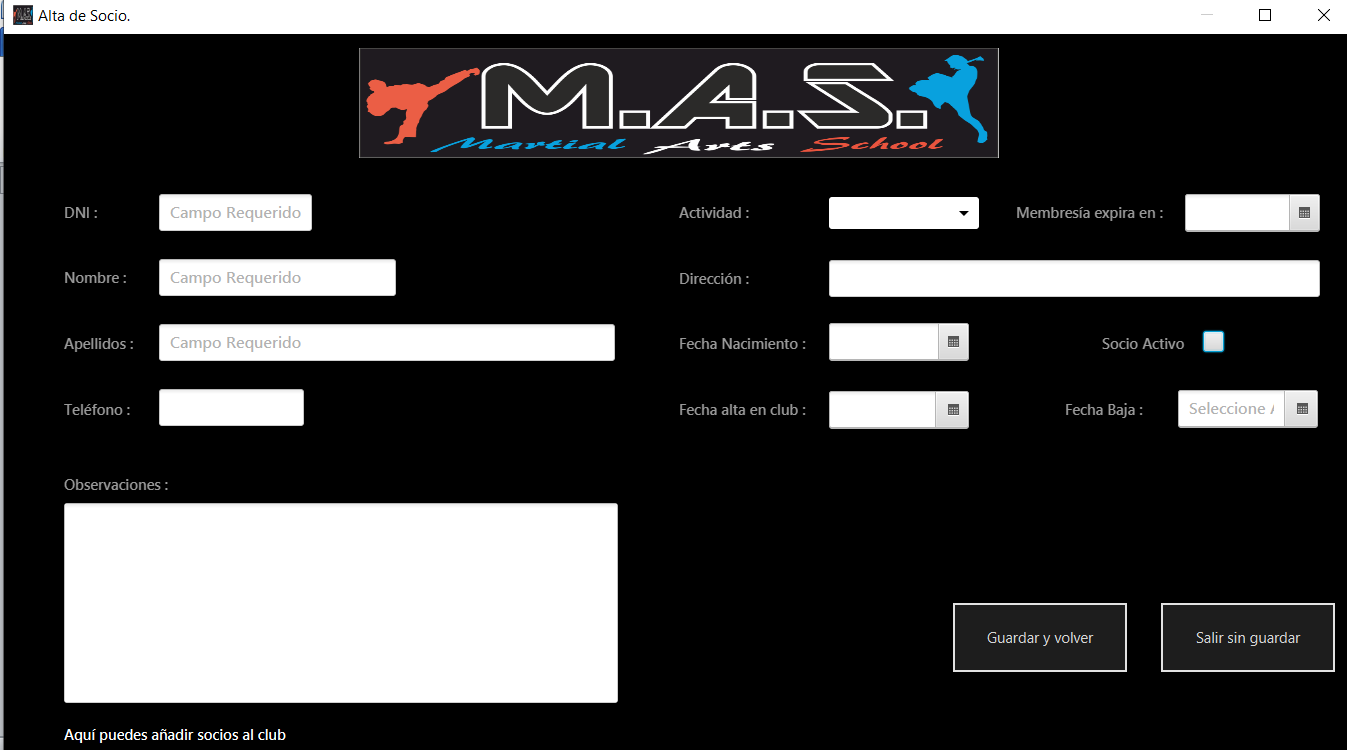 Alta de Socio.
M.A.S.
Martial Arts School
DNI : Campo Requerido
Actividad :
Membresía expira en :
Nombre : Campo Requerido
Dirección :
Apellidos : Campo Requerido
Fecha Nacimiento :
Socio Activo
Teléfono :
Fecha alta en club :
Fecha Baja : Seleccione
Observaciones :
Guardar y volver
Salir sin guardar
Aquí puedes añadir socios al club